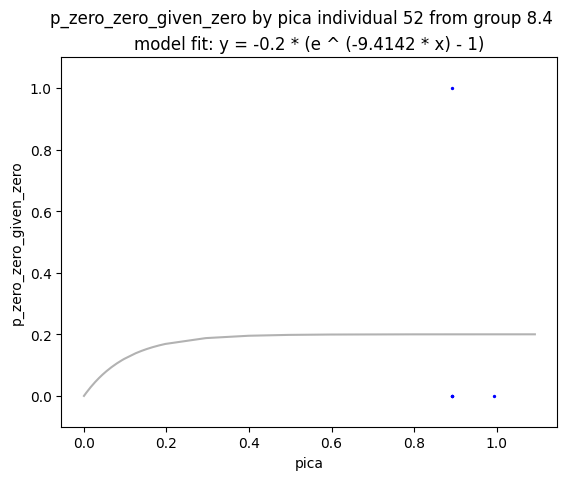 p_zero_zero_given_zero by pica individual 52 from group 8.4
model fit: y = -0.2 * (e ^ (-9.4142 * x) - 1)
1.0
0.8
0.6
0.4
0.2
0.0
p_zero_zero_given_zero
0.0 0.2 0.4 0.6 0.8 1.0
pica